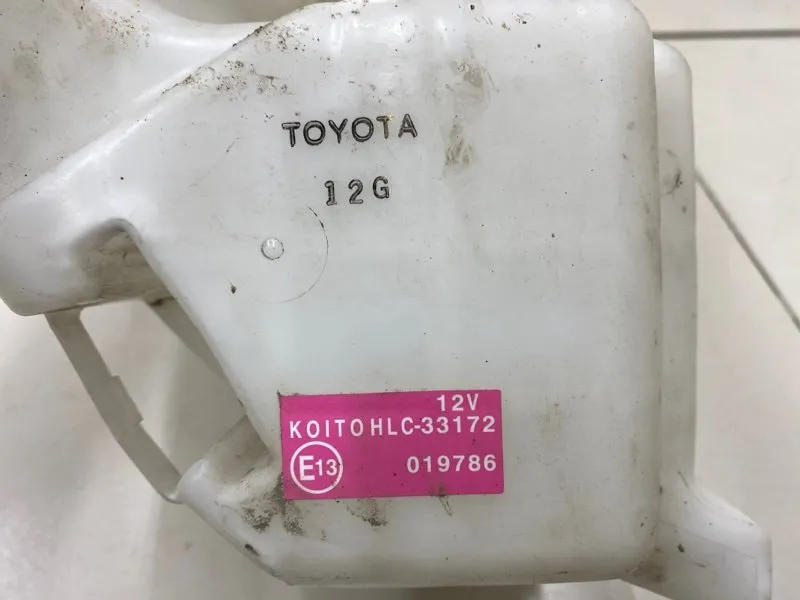 TOYOTA
12G
12V
KOITO HLC-33172
E13 019786